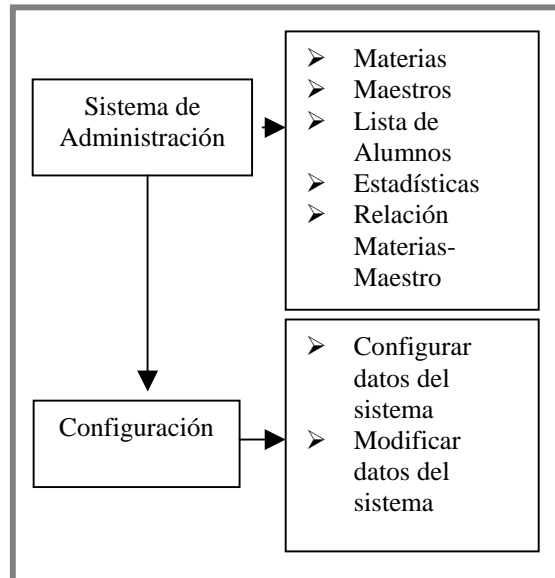 Sistema de
Administración
➢ Materias
➢ Maestros
➢ Lista de
Alumnos
➢ Estadísticas
➢ Relación
Materias-
Maestro
Configuración
➢ Configurar
datos del
sistema
➢ Modificar
datos del
sistema